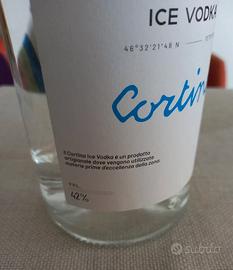 ICE VODKA
46°32'21'48 N
Cortin
Il Cortina Ice Vodka è un prodotto
artigianale dove vengono utilizzate
materie prime d'eccellenza della zona.
42%
subito